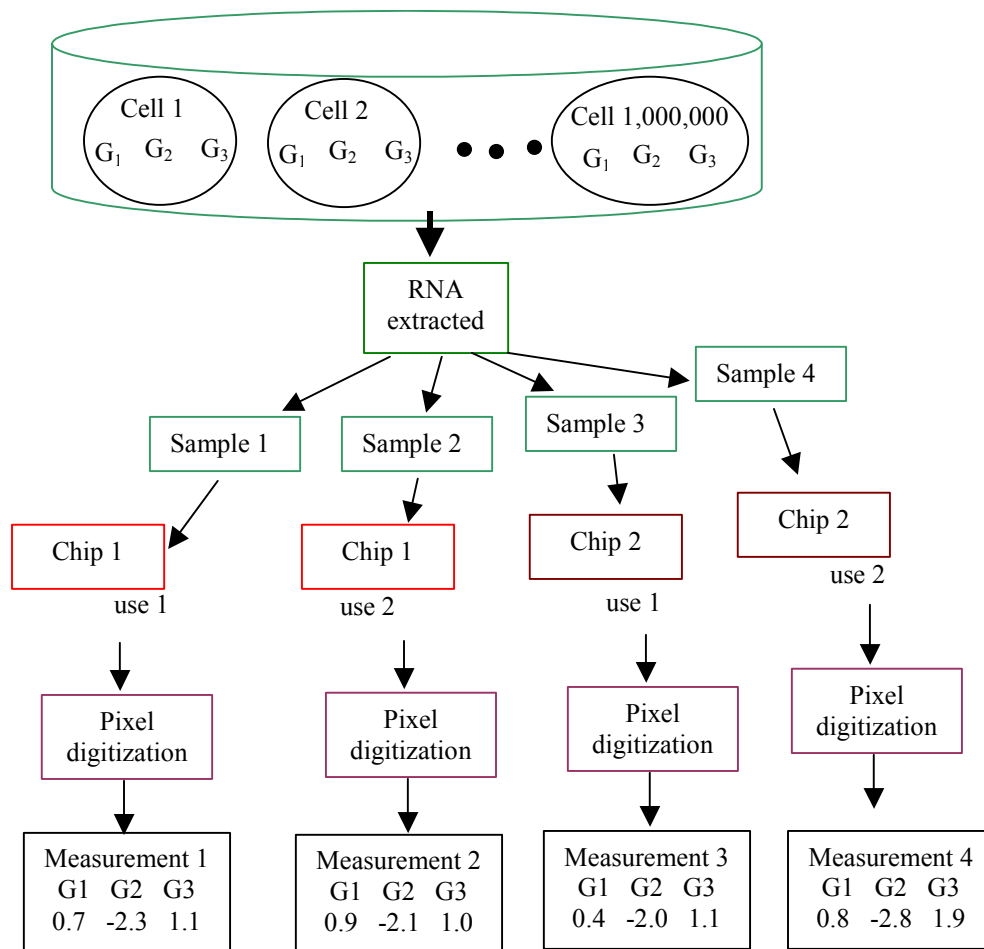 Cell 1
G₁ G₂ G₃
Cell 2
G₁ G₂ G₃
Cell 1,000,000
G₁ G₂ G₃
RNA
extracted
Sample 1
Sample 2
Sample 3
Sample 4
Chip 1
use 1
Chip 1
use 2
Chip 2
use 1
Chip 2
use 2
Pixel
digitization
Pixel
digitization
Pixel
digitization
Pixel
digitization
Measurement 1
G1 G2 G3
0.7 -2.3 1.1
Measurement 2
G1 G2 G3
0.9 -2.1 1.0
Measurement 3
G1 G2 G3
0.4 -2.0 1.1
Measurement 4
G1 G2 G3
0.8 -2.8 1.9